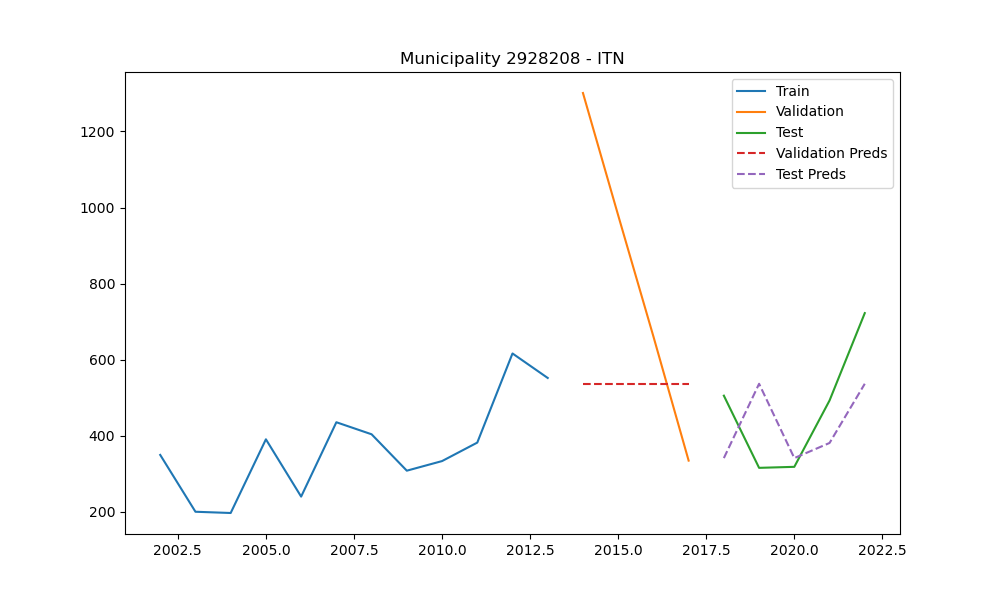 Municipality 2928208 - ITN
Train
Validation
Test
Validation Preds
Test Preds
1200
1000
800
600
400
200
2002.5 2005.0 2007.5 2010.0 2012.5 2015.0 2017.5 2020.0 2022.5